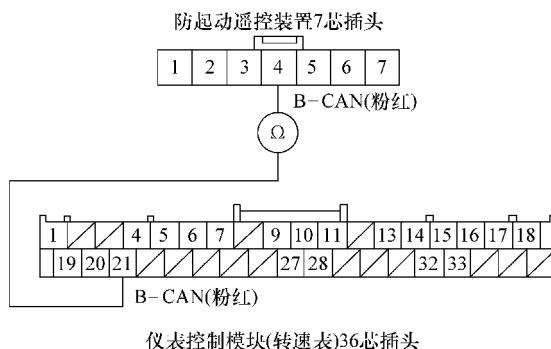 防起动遥控装置7芯插头
1 2 3 4 5 6 7
B-CAN(粉红)
Ω
1 4 5 6 7 9 10 11 13 14 15 16 17 18
19 20 21 27 28 32 33
B-CAN(粉红)
仪表控制模块(转速表)36芯插头